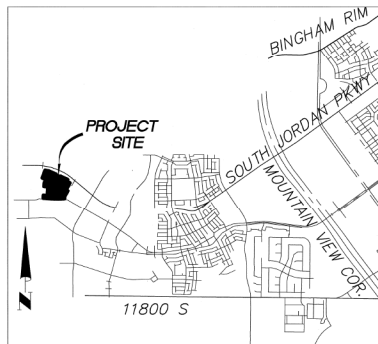 BINGHAM RIM
SOUTH JORDAN PKWY
PROJECT
SITE
MOUNTAIN VIEW COR.
N
11800 S